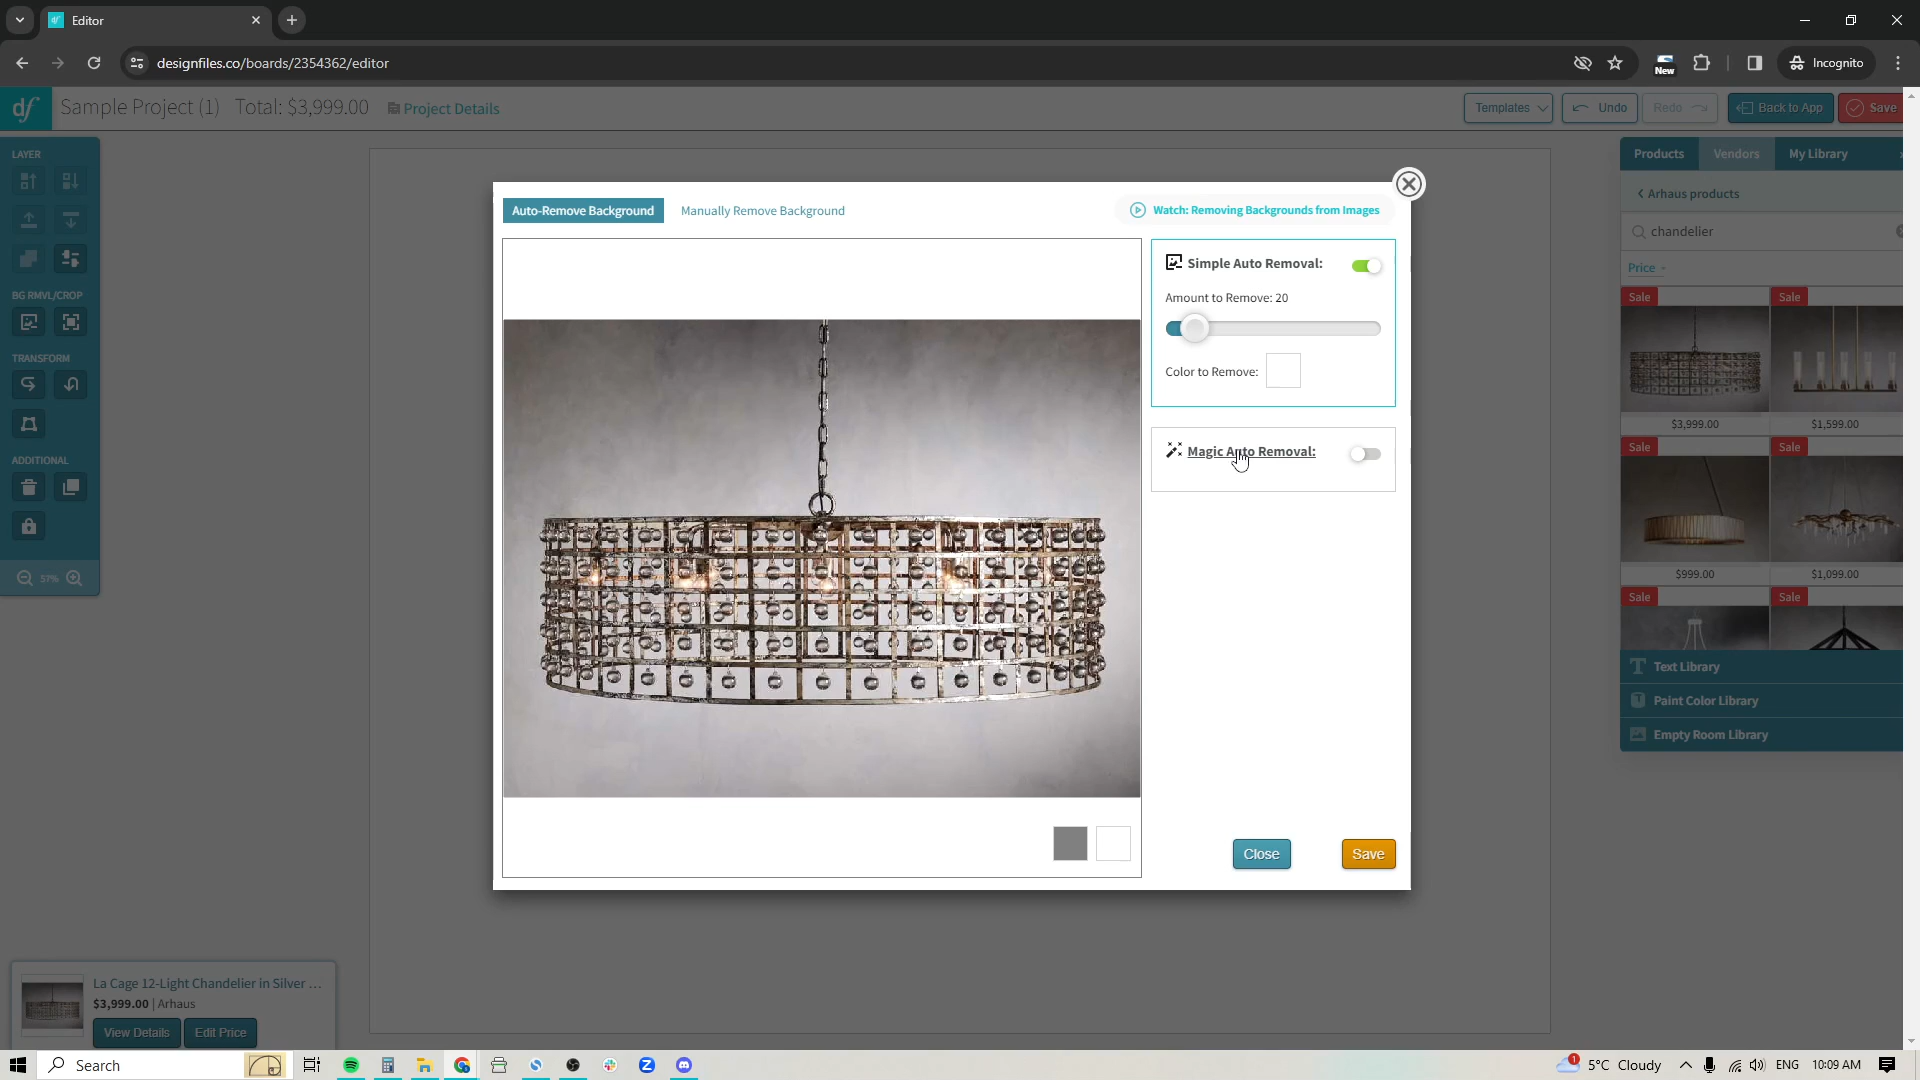 Editor
designfiles.co/boards/2354362/editor
New
Incognito
df
Sample Project (1) Total: $3,999.00 Project Details
Templates
Undo
Redo
Back to App
Save
LAYER
BG RMVL/CROP
TRANSFORM
ADDITIONAL
57%
Auto-Remove Background
Manually Remove Background
Watch: Removing Backgrounds from Images
Simple Auto Removal:
Amount to Remove: 20
Color to Remove:
Magic Auto Removal:
Close
Save
Products
Vendors
My Library
Arhaus products
chandelier
Price
Sale
Sale
$3,999.00
$1,599.00
Sale
Sale
$999.00
$1,099.00
Sale
Sale
Text Library
Paint Color Library
Empty Room Library
La Cage 12-Light Chandelier in Silver ...
$3,999.00 | Arhaus
View Details
Edit Price
Search
1
5°C Cloudy
ENG
10:09 AM